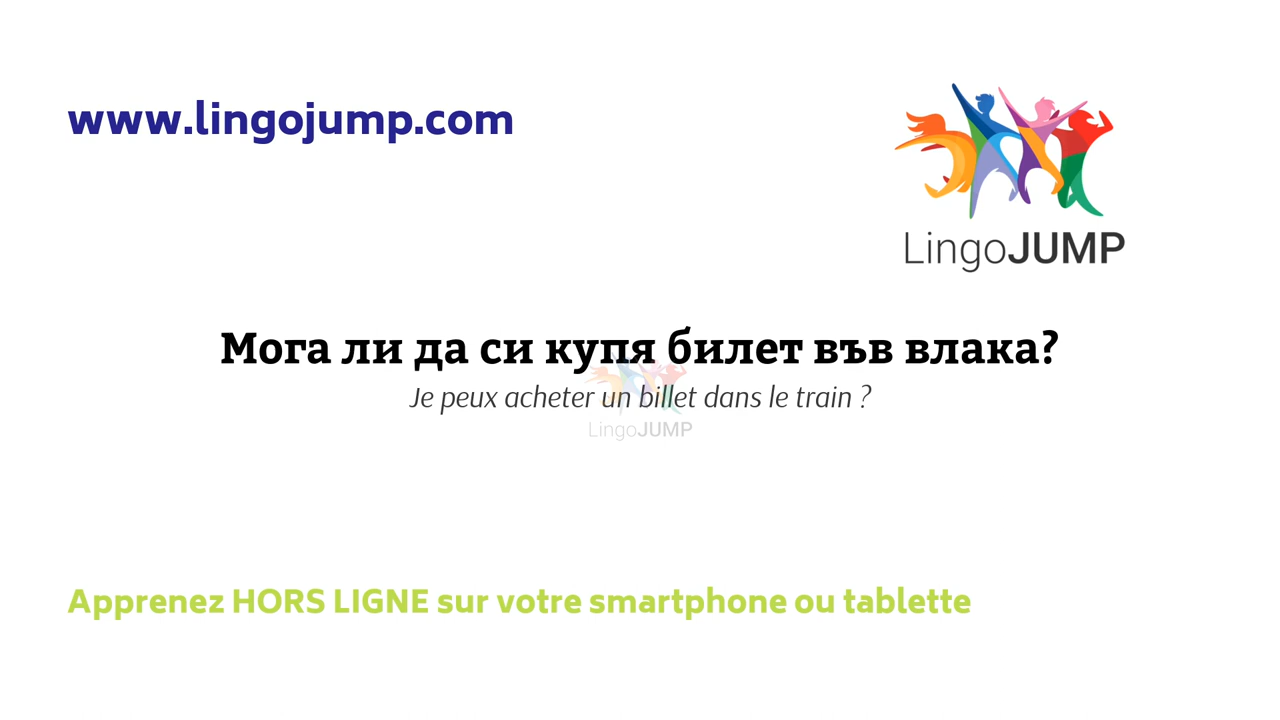 www.lingojump.com
LingoJUMP
Мога ли да си купя билет във влака?
Je peux acheter un billet dans le train ?
LingoJUMP
Apprenez HORS LIGNE sur votre smartphone ou tablette